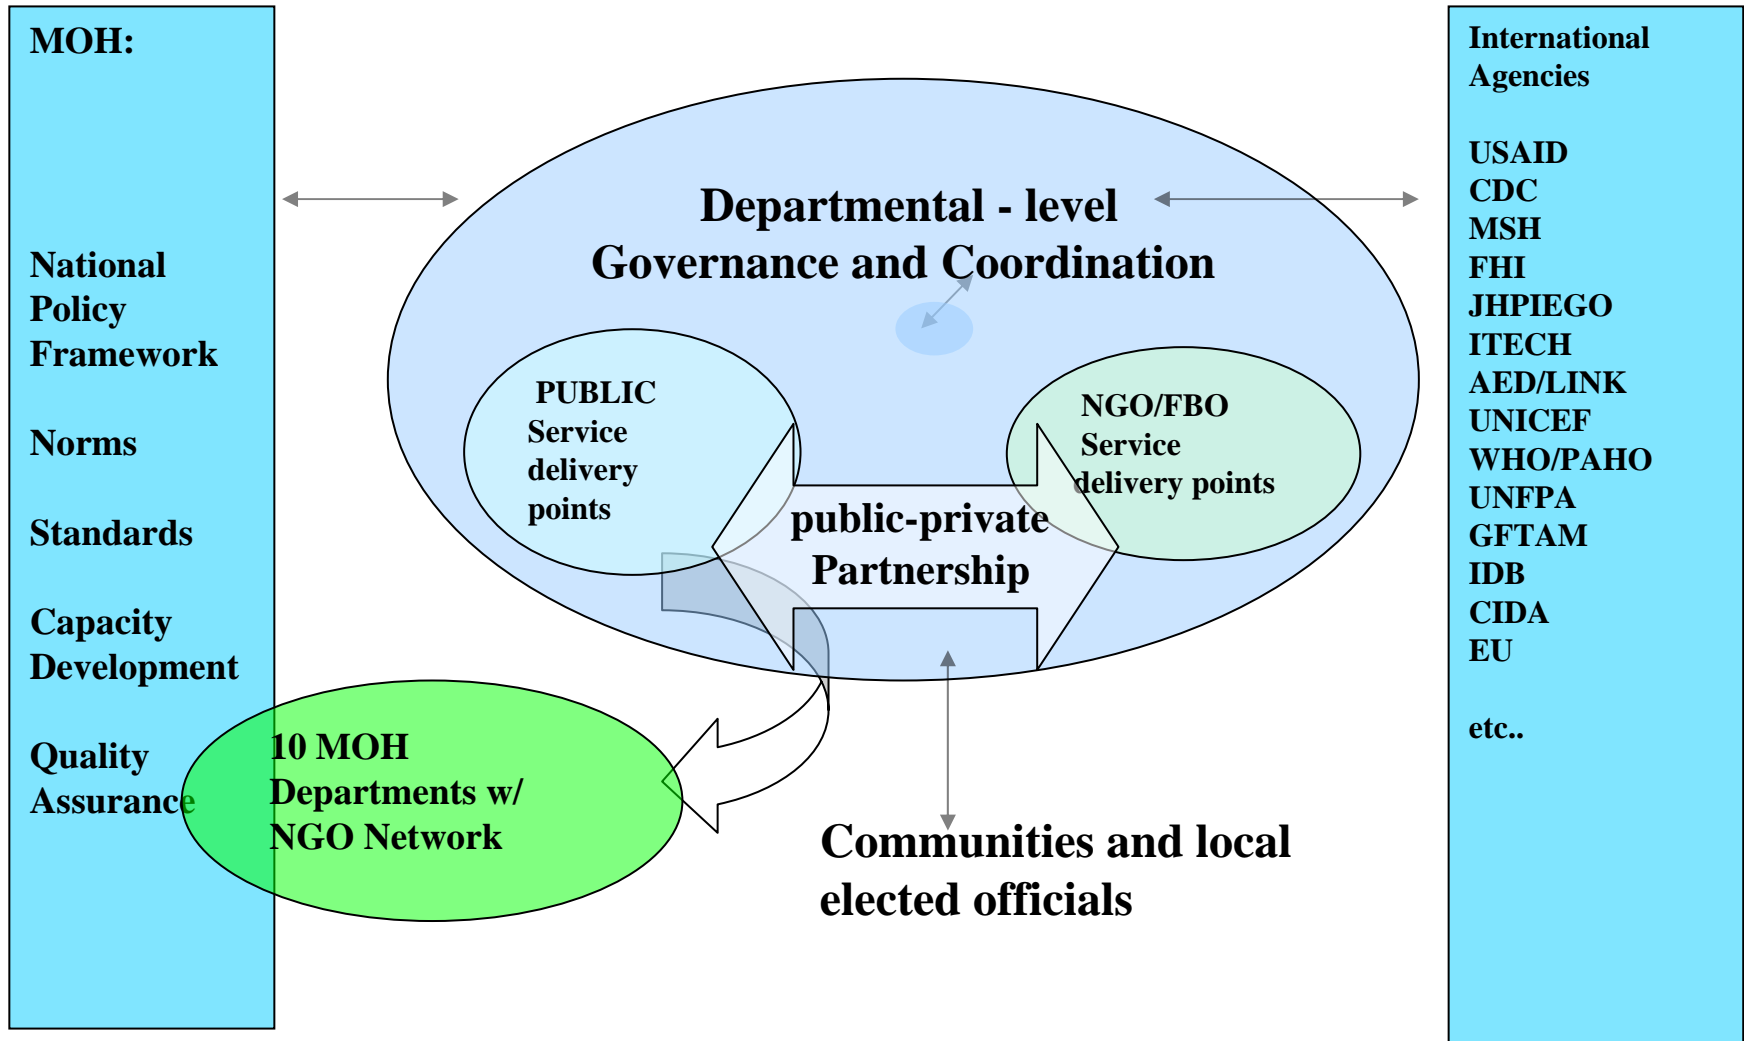 MOH:
National
Policy
Framework
Norms
Standards
Capacity
Development
Quality
Assurance
Departmental - level
Governance and Coordination
PUBLIC
Service
delivery
points
NGO/FBO
Service
delivery points
public-private
Partnership
10 MOH
Departments w/
NGO Network
Communities and local
elected officials
International
Agencies
USAID
CDC
MSH
FHI
JHPIEGO
ITECH
AED/LINK
UNICEF
WHO/PAHO
UNFPA
GFTAM
IDB
CIDA
EU
etc..